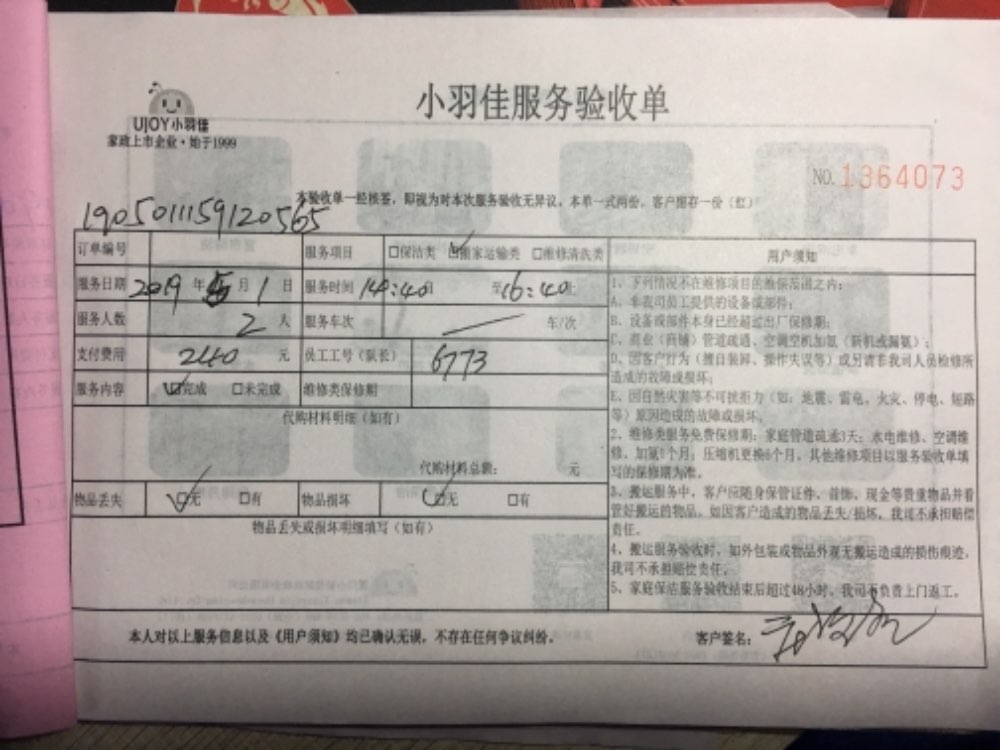 小羽佳服务验收单
UJOY小羽佳
家政上市企业·始于1999
NO.1364073
本验收单一经核签，即视为对本次服务验收无异议。本单一式两份，客户留存一份（红）
1905011159120565
订单编号 服务项目 □保洁类 ☑搬家运输类 □维修清洗类 用户须知
服务日期 2019年5月1日 服务时间 14:40 至16:40
服务人数 2人 服务车次 / 车/次
支付费用 240元 员工工号（队长） 6773
服务内容 ☑完成 □未完成 维修类保修期
代购材料明细（如有）
代购材料总额： 元
物品丢失 ☑无 □有 物品损坏 ☑无 □有
物品丢失或损坏明细填写（如有）
1、下列情况不在维修项目的维保范围之内：
A、非我司员工提供的设备或部件；
B、设备或部件本身已经超过出厂保修期；
C、商业（商铺）管道疏通、空调空机加氨（新机或漏氨）；
D、因客户行为（擅自装卸、操作失误等）或另请非我司人员检修所
造成的故障或损坏；
E、因自然灾害等不可抗拒力（如：地震、雷电、火灾、停电、短路
等）原因造成的故障或损坏。
2、维修类服务免费保修期：家庭管道疏通3天；水电维修、空调维
修、加氨1个月；压缩机更换6个月，其他维修项目以服务验收单填
写的保修期为准。
3、搬运服务中，客户应随身保管证件、首饰、现金等贵重物品并看
管好搬运的物品。如因客户造成的物品丢失/损坏，我司不承担赔偿
责任。
4、搬运服务验收时，如外包装或物品外观无搬运造成的损伤痕迹，
我司不承担赔偿责任。
5、家庭保洁服务验收结束后超过48小时，我司不负责上门返工。
本人对以上服务信息以及《用户须知》均已确认无误，不存在任何争议纠纷。 客户签名：